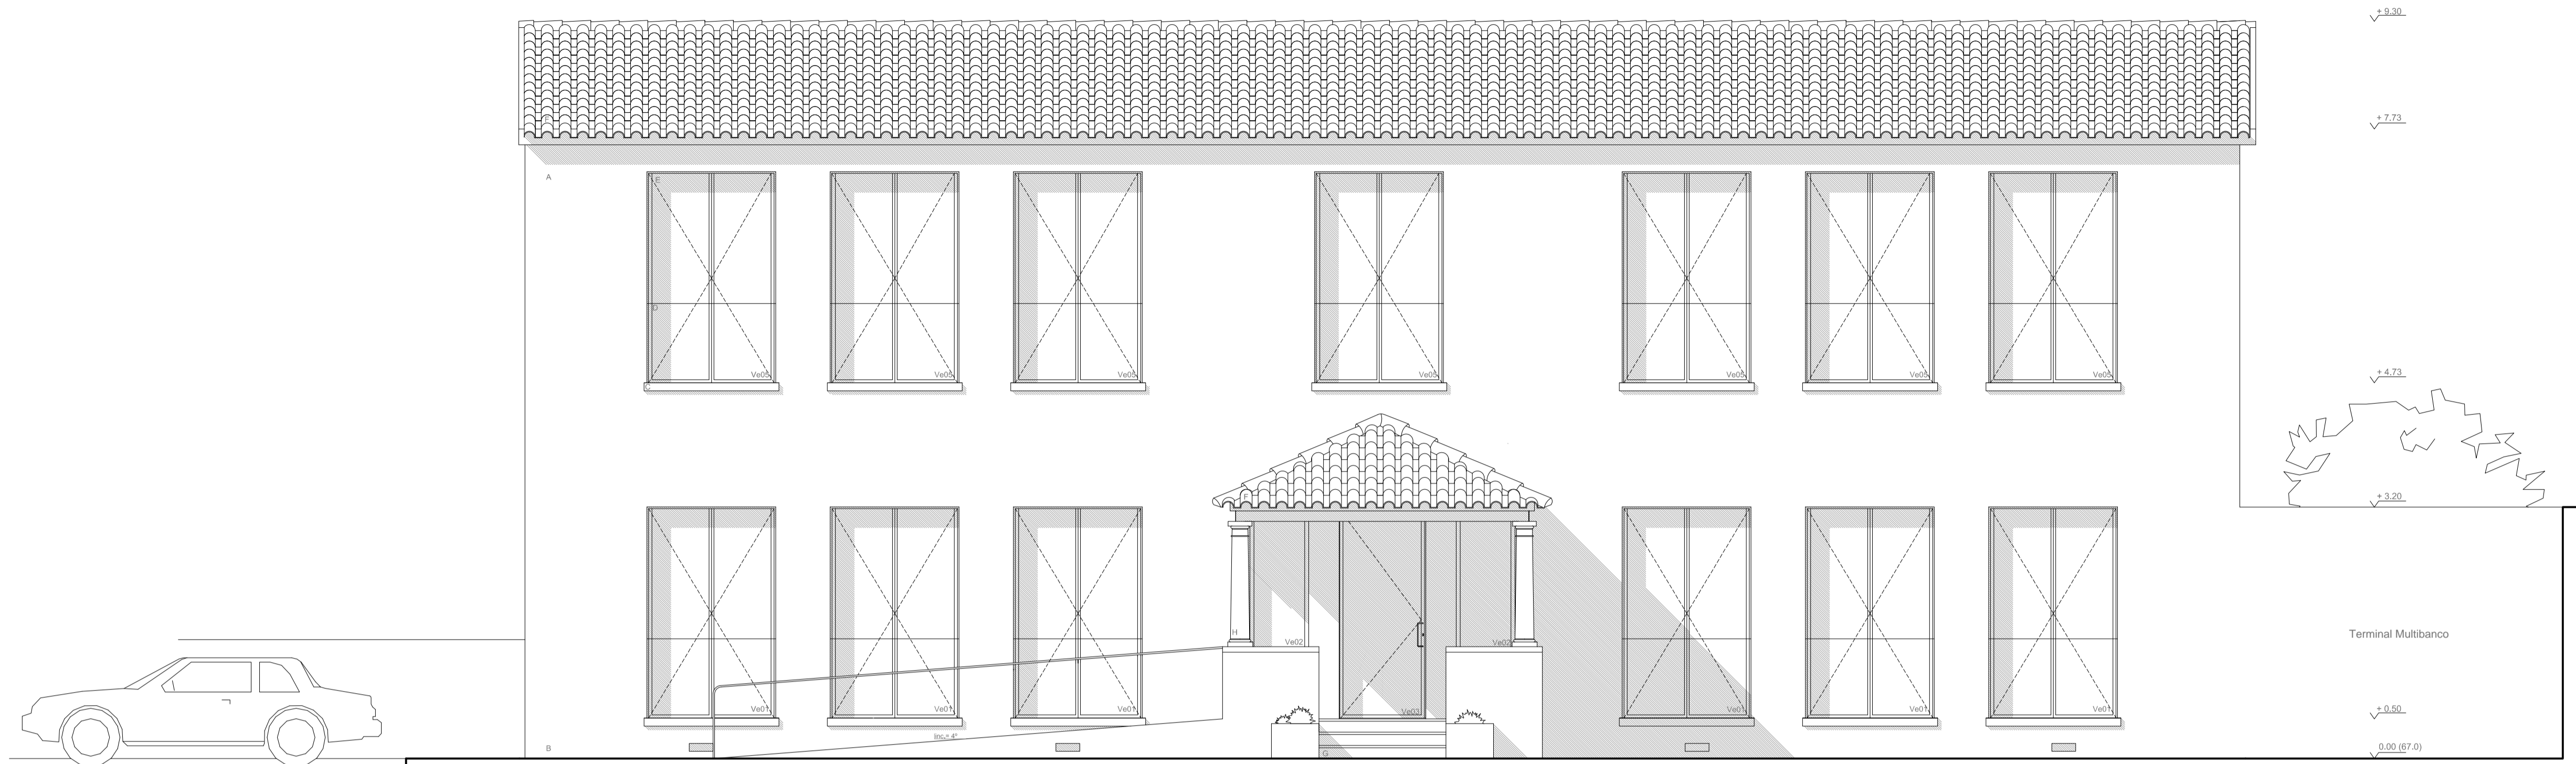 + 9.30
F
+ 7.73
A
E
D
+ 4.73
Ve05 Ve05 Ve05 Ve05 Ve05 Ve05 Ve05
C
F
+ 3.20
H
Ve02 Ve02
Terminal Multibanco
Ve01 Ve01 Ve01 Ve03 Ve01 Ve01 Ve01
+ 0.50
inc.= 4°
B
G
0.00 (67.0)